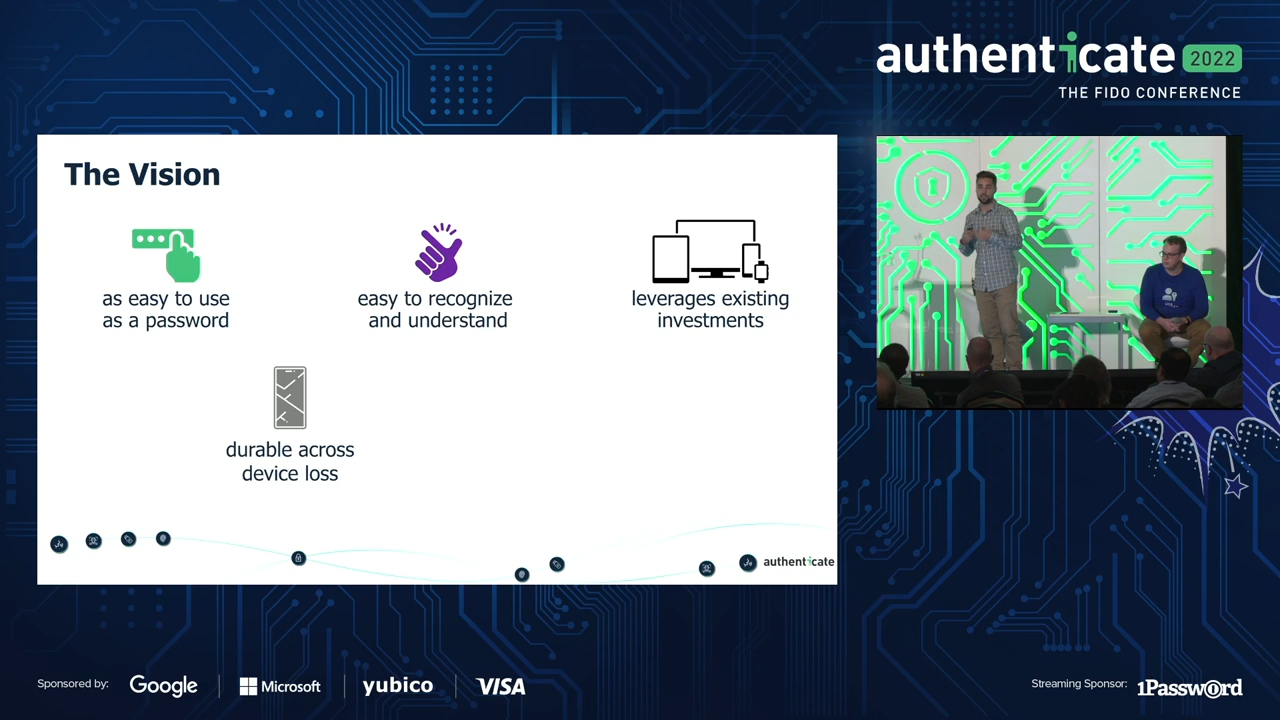 authenticate 2022
THE FIDO CONFERENCE
The Vision
as easy to use
as a password
easy to recognize
and understand
leverages existing
investments
durable across
device loss
authenticate
Sponsored by:
Google
Microsoft
yubico
VISA
Streaming Sponsor:
1Password